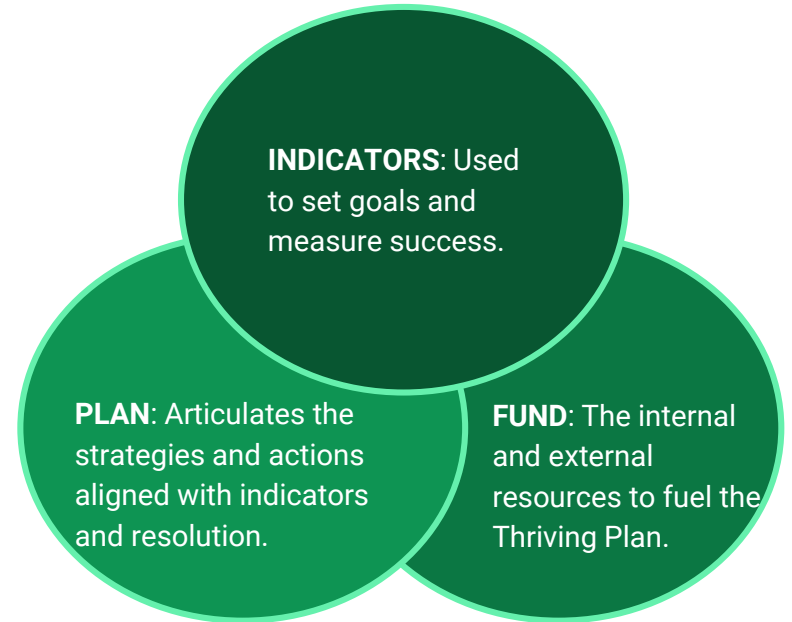 INDICATORS: Used
to set goals and
measure success.
PLAN: Articulates the
strategies and actions
aligned with indicators
and resolution.
FUND: The internal
and external
resources to fuel the
Thriving Plan.